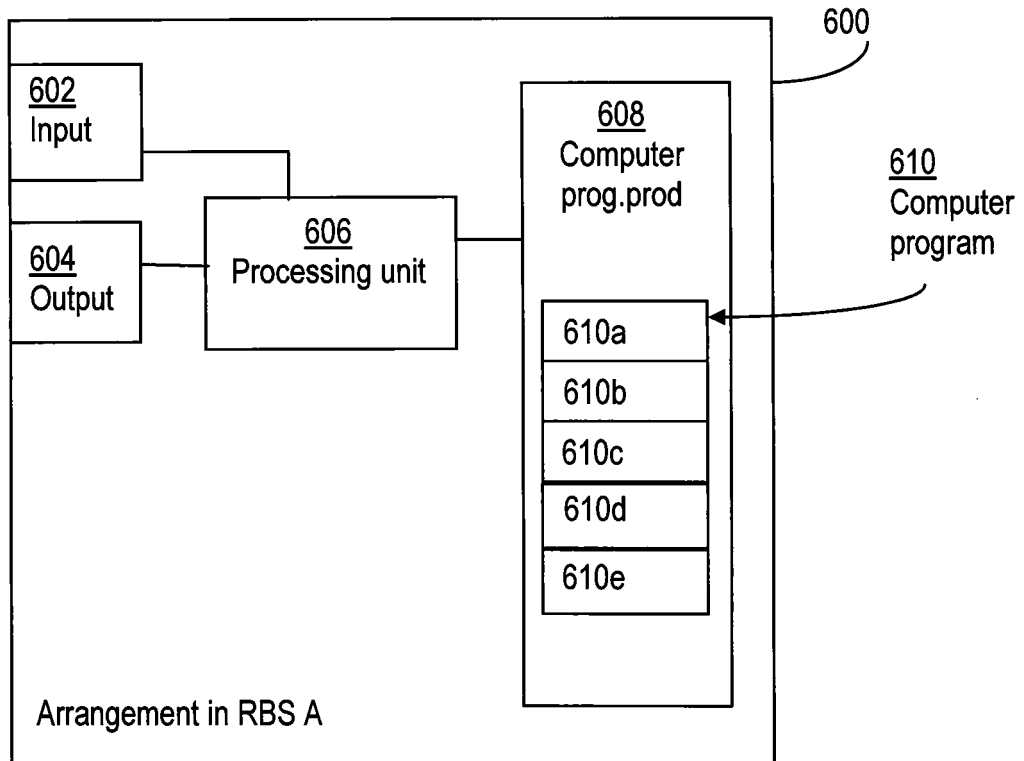 600
602
Input
604
Output
606
Processing unit
608
Computer
prog.prod
610
Computer
program
610a
610b
610c
610d
610e
Arrangement in RBS A